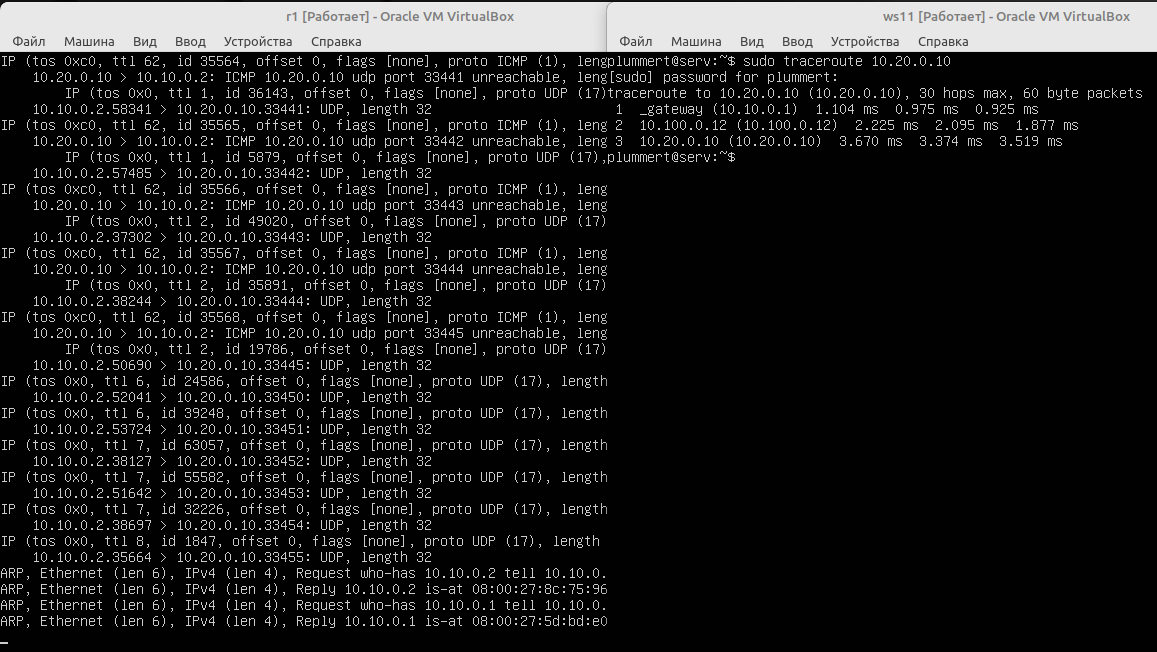 r1 [Работает] - Oracle VM VirtualBox
Файл Машина Вид Ввод Устройства Справка
IP (tos 0xc0, ttl 62, id 35564, offset 0, flags [none], proto ICMP (1), leng
10.20.0.10 > 10.10.0.2: ICMP 10.20.0.10 udp port 33441 unreachable, leng
IP (tos 0x0, ttl 1, id 36143, offset 0, flags [none], proto UDP (17)
10.10.0.2.58341 > 10.20.0.10.33441: UDP, length 32
IP (tos 0xc0, ttl 62, id 35565, offset 0, flags [none], proto ICMP (1), leng
10.20.0.10 > 10.10.0.2: ICMP 10.20.0.10 udp port 33442 unreachable, leng
IP (tos 0x0, ttl 1, id 5879, offset 0, flags [none], proto UDP (17),
10.10.0.2.57485 > 10.20.0.10.33442: UDP, length 32
IP (tos 0xc0, ttl 62, id 35566, offset 0, flags [none], proto ICMP (1), leng
10.20.0.10 > 10.10.0.2: ICMP 10.20.0.10 udp port 33443 unreachable, leng
IP (tos 0x0, ttl 2, id 49020, offset 0, flags [none], proto UDP (17)
10.10.0.2.37302 > 10.20.0.10.33443: UDP, length 32
IP (tos 0xc0, ttl 62, id 35567, offset 0, flags [none], proto ICMP (1), leng
10.20.0.10 > 10.10.0.2: ICMP 10.20.0.10 udp port 33444 unreachable, leng
IP (tos 0x0, ttl 2, id 35891, offset 0, flags [none], proto UDP (17)
10.10.0.2.38244 > 10.20.0.10.33444: UDP, length 32
IP (tos 0xc0, ttl 62, id 35568, offset 0, flags [none], proto ICMP (1), leng
10.20.0.10 > 10.10.0.2: ICMP 10.20.0.10 udp port 33445 unreachable, leng
IP (tos 0x0, ttl 2, id 19786, offset 0, flags [none], proto UDP (17)
10.10.0.2.50690 > 10.20.0.10.33445: UDP, length 32
IP (tos 0x0, ttl 6, id 24586, offset 0, flags [none], proto UDP (17), length
10.10.0.2.52041 > 10.20.0.10.33450: UDP, length 32
IP (tos 0x0, ttl 6, id 39248, offset 0, flags [none], proto UDP (17), length
10.10.0.2.53724 > 10.20.0.10.33451: UDP, length 32
IP (tos 0x0, ttl 7, id 63057, offset 0, flags [none], proto UDP (17), length
10.10.0.2.38127 > 10.20.0.10.33452: UDP, length 32
IP (tos 0x0, ttl 7, id 55582, offset 0, flags [none], proto UDP (17), length
10.10.0.2.51642 > 10.20.0.10.33453: UDP, length 32
IP (tos 0x0, ttl 7, id 32226, offset 0, flags [none], proto UDP (17), length
10.10.0.2.38697 > 10.20.0.10.33454: UDP, length 32
IP (tos 0x0, ttl 8, id 1847, offset 0, flags [none], proto UDP (17), length
10.10.0.2.35664 > 10.20.0.10.33455: UDP, length 32
ARP, Ethernet (len 6), IPv4 (len 4), Request who-has 10.10.0.2 tell 10.10.0.
ARP, Ethernet (len 6), IPv4 (len 4), Reply 10.10.0.2 is-at 08:00:27:8c:75:96
ARP, Ethernet (len 6), IPv4 (len 4), Request who-has 10.10.0.1 tell 10.10.0.
ARP, Ethernet (len 6), IPv4 (len 4), Reply 10.10.0.1 is-at 08:00:27:5d:bd:e0
ws11 [Работает] - Oracle VM VirtualBox
Файл Машина Вид Ввод Устройства Справка
plummert@serv:~$ sudo traceroute 10.20.0.10
[sudo] password for plummert:
traceroute to 10.20.0.10 (10.20.0.10), 30 hops max, 60 byte packets
1 _gateway (10.10.0.1) 1.104 ms 0.975 ms 0.925 ms
2 10.100.0.12 (10.100.0.12) 2.225 ms 2.095 ms 1.877 ms
3 10.20.0.10 (10.20.0.10) 3.670 ms 3.374 ms 3.519 ms
plummert@serv:~$